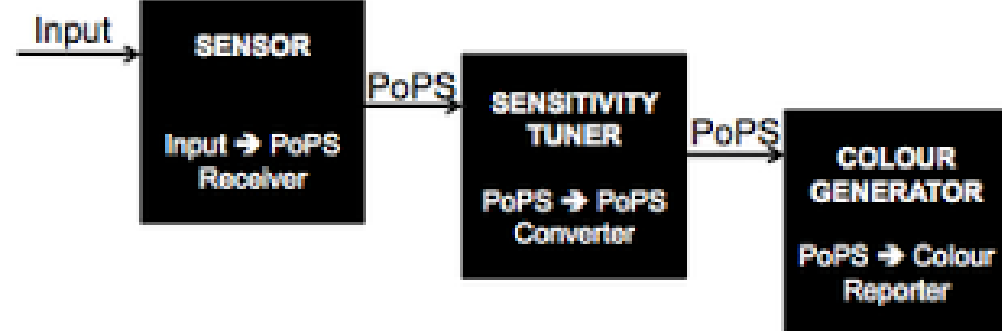 Input
SENSOR
Input ➔ PoPS
Receiver
PoPS
SENSITIVITY
TUNER
PoPS ➔ PoPS
Converter
PoPS
COLOUR
GENERATOR
PoPS ➔ Colour
Reporter